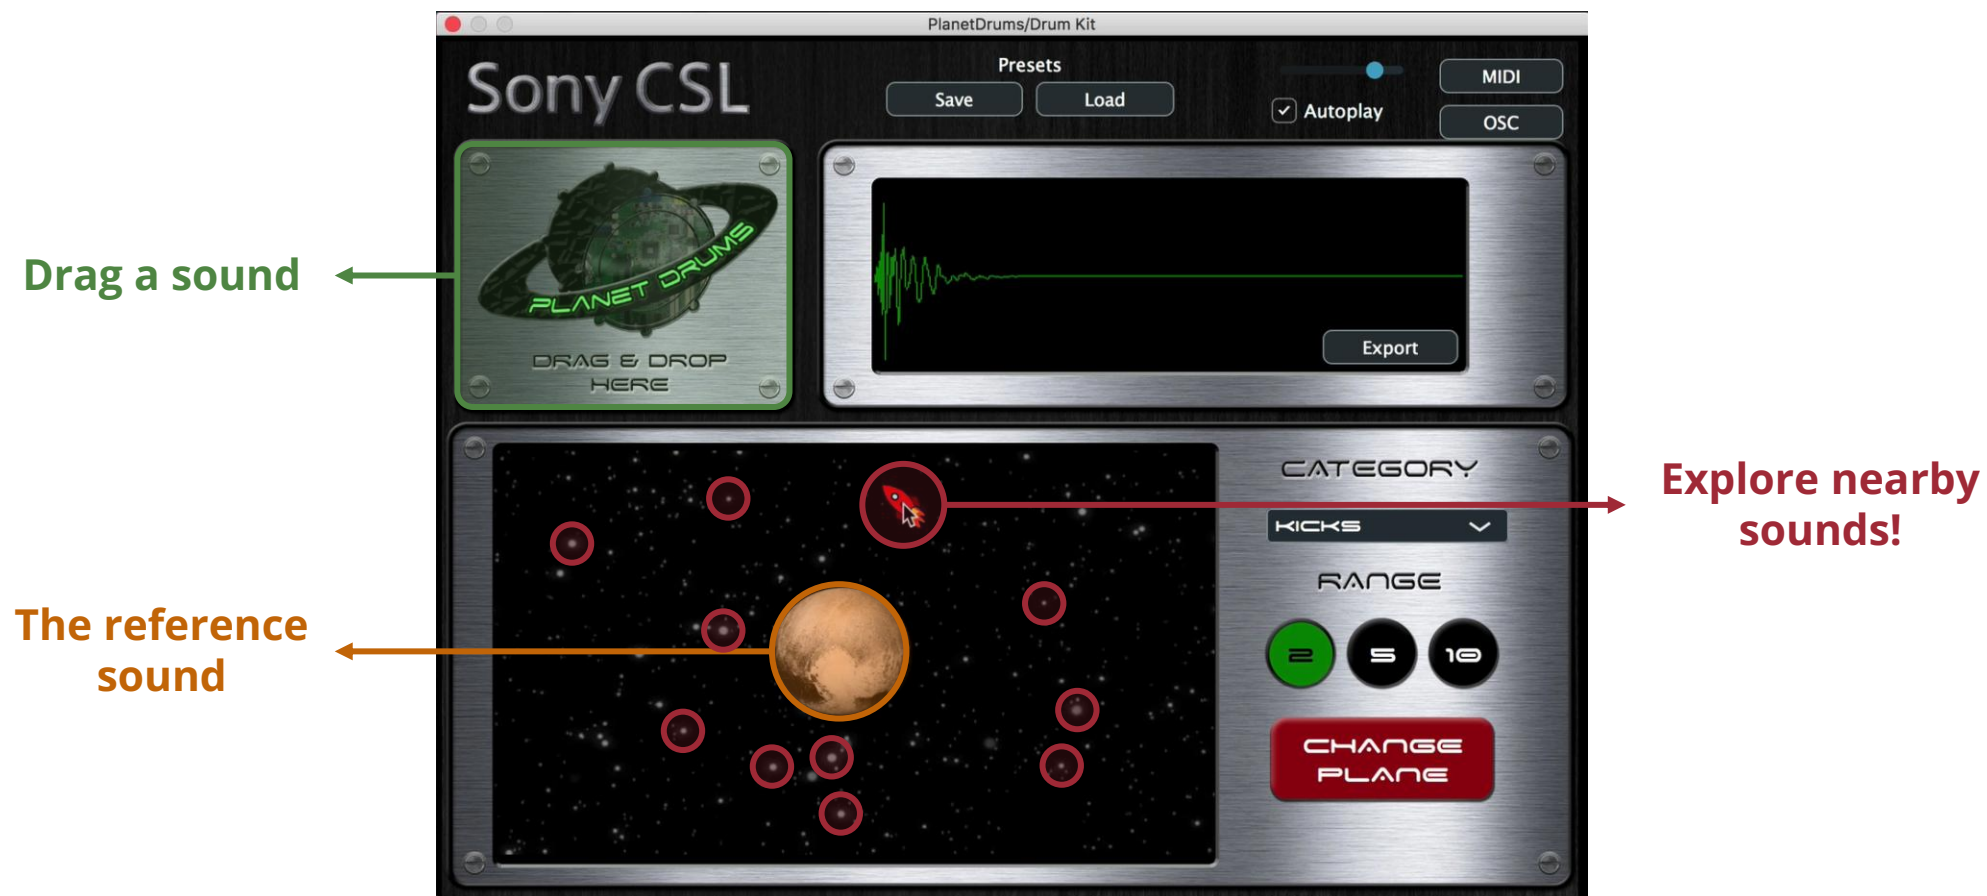 PlanetDrums/Drum Kit
Sony CSL
Presets
Save
Load
Autoplay
MIDI
OSC
Drag a sound
PLANET DRUMS
DRAG & DROP
HERE
Export
CATEGORY
KICKS
Explore nearby
sounds!
RANGE
2
5
10
The reference
sound
CHANGE
PLANE